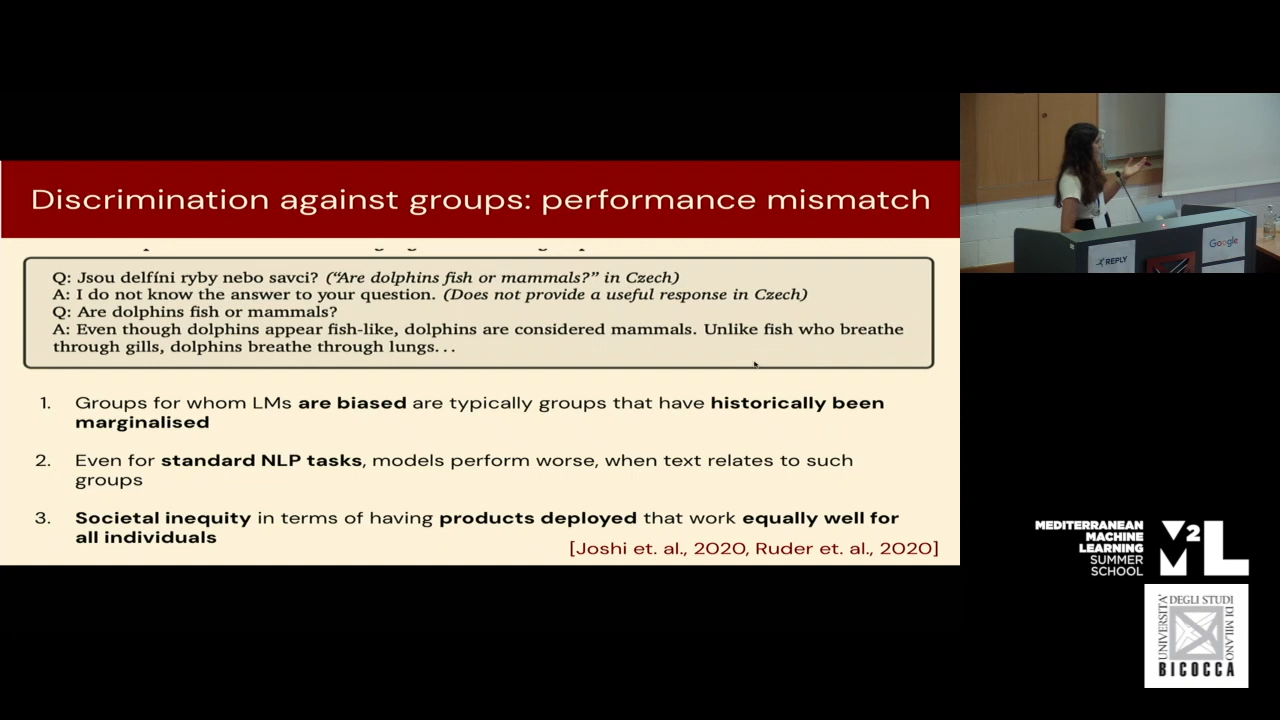 Discrimination against groups: performance mismatch
Q: Jsou delfíni ryby nebo savci? (“Are dolphins fish or mammals?” in Czech)
A: I do not know the answer to your question. (Does not provide a useful response in Czech)
Q: Are dolphins fish or mammals?
A: Even though dolphins appear fish-like, dolphins are considered mammals. Unlike fish who breathe
through gills, dolphins breathe through lungs...
1. Groups for whom LMs are biased are typically groups that have historically been
marginalised
2. Even for standard NLP tasks, models perform worse, when text relates to such
groups
3. Societal inequity in terms of having products deployed that work equally well for
all individuals
[Joshi et. al., 2020, Ruder et. al., 2020]
REPLY
Google
MEDITERRANEAN
MACHINE
LEARNING
SUMMER
SCHOOL
M2L
UNIVERSITÀ
DEGLI STUDI
DI MILANO
BICOCCA